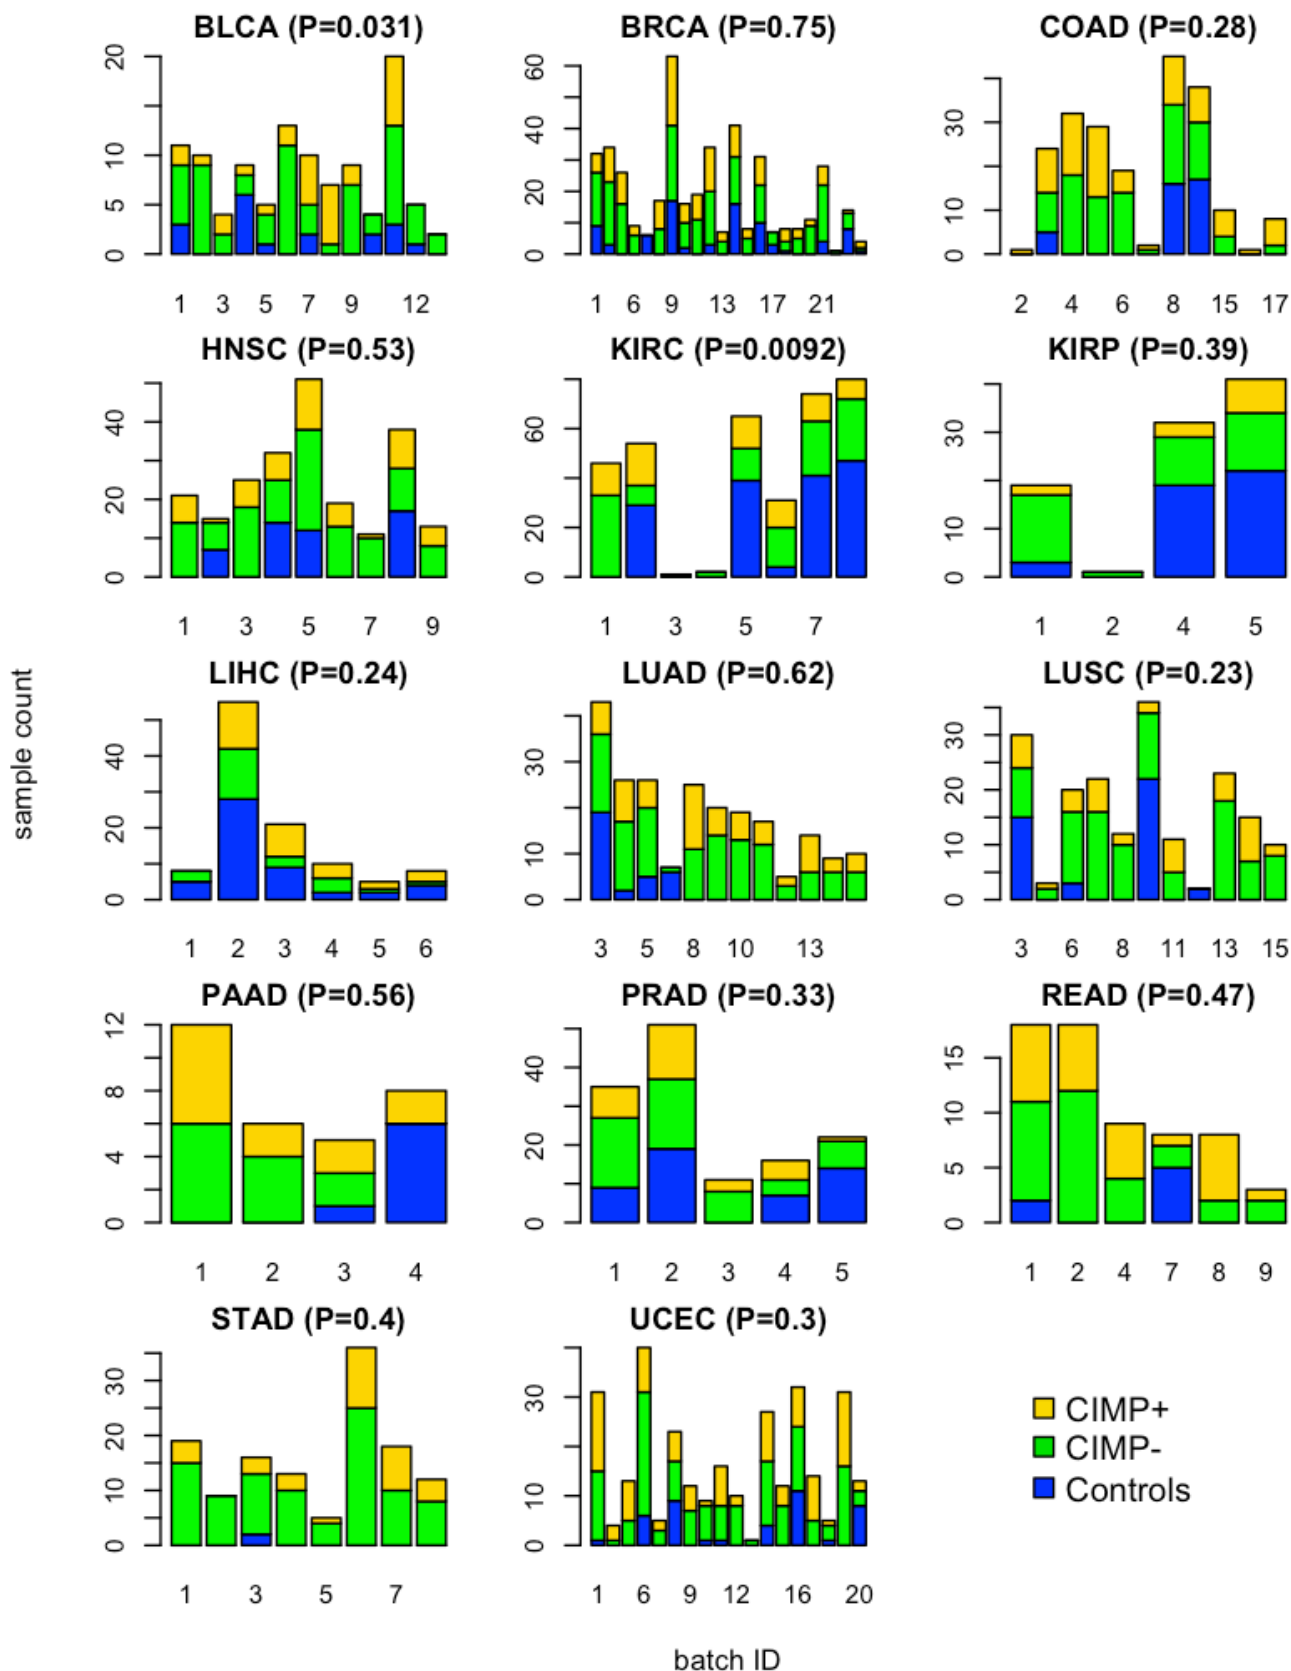 BLCA (P=0.031)
0 5 10 20
1 3 5 7 9 12
BRCA (P=0.75)
0 20 40 60
1 6 9 13 17 21
COAD (P=0.28)
0 10 30
2 4 6 8 15 17
HNSC (P=0.53)
0 20 40
1 3 5 7 9
KIRC (P=0.0092)
0 20 60
1 3 5 7
KIRP (P=0.39)
0 10 30
1 2 4 5
sample count
LIHC (P=0.24)
0 20 40
1 2 3 4 5 6
LUAD (P=0.62)
0 10 30
3 5 8 10 13
LUSC (P=0.23)
0 10 20 30
3 6 8 11 13 15
PAAD (P=0.56)
0 4 8 12
1 2 3 4
PRAD (P=0.33)
0 20 40
1 2 3 4 5
READ (P=0.47)
0 5 10 15
1 2 4 7 8 9
STAD (P=0.4)
0 10 20 30
1 3 5 7
UCEC (P=0.3)
0 10 30
1 6 9 12 16 20
CIMP+
CIMP-
Controls
batch ID